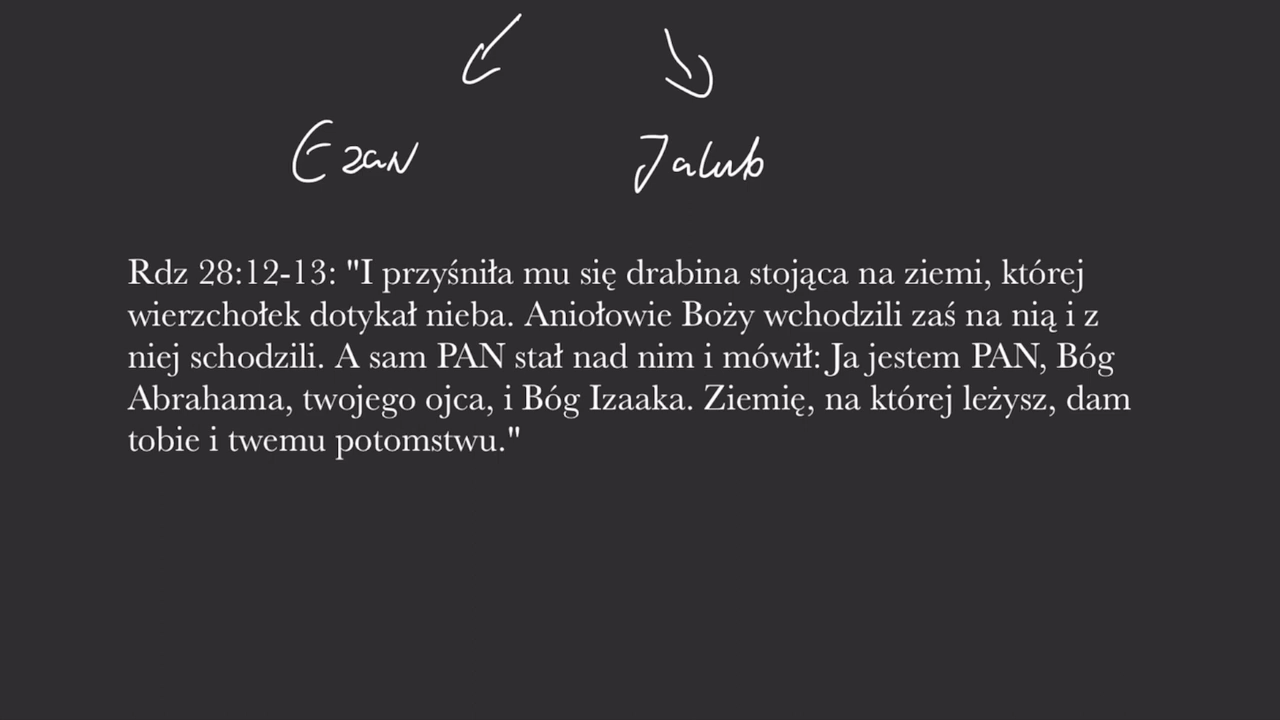 Ezaw Jakub
Rdz 28:12-13: "I przyśniła mu się drabina stojąca na ziemi, której
wierzchołek dotykał nieba. Aniołowie Boży wchodzili zaś na nią i z
niej schodzili. A sam PAN stał nad nim i mówił: Ja jestem PAN, Bóg
Abrahama, twojego ojca, i Bóg Izaaka. Ziemię, na której leżysz, dam
tobie i twemu potomstwu."